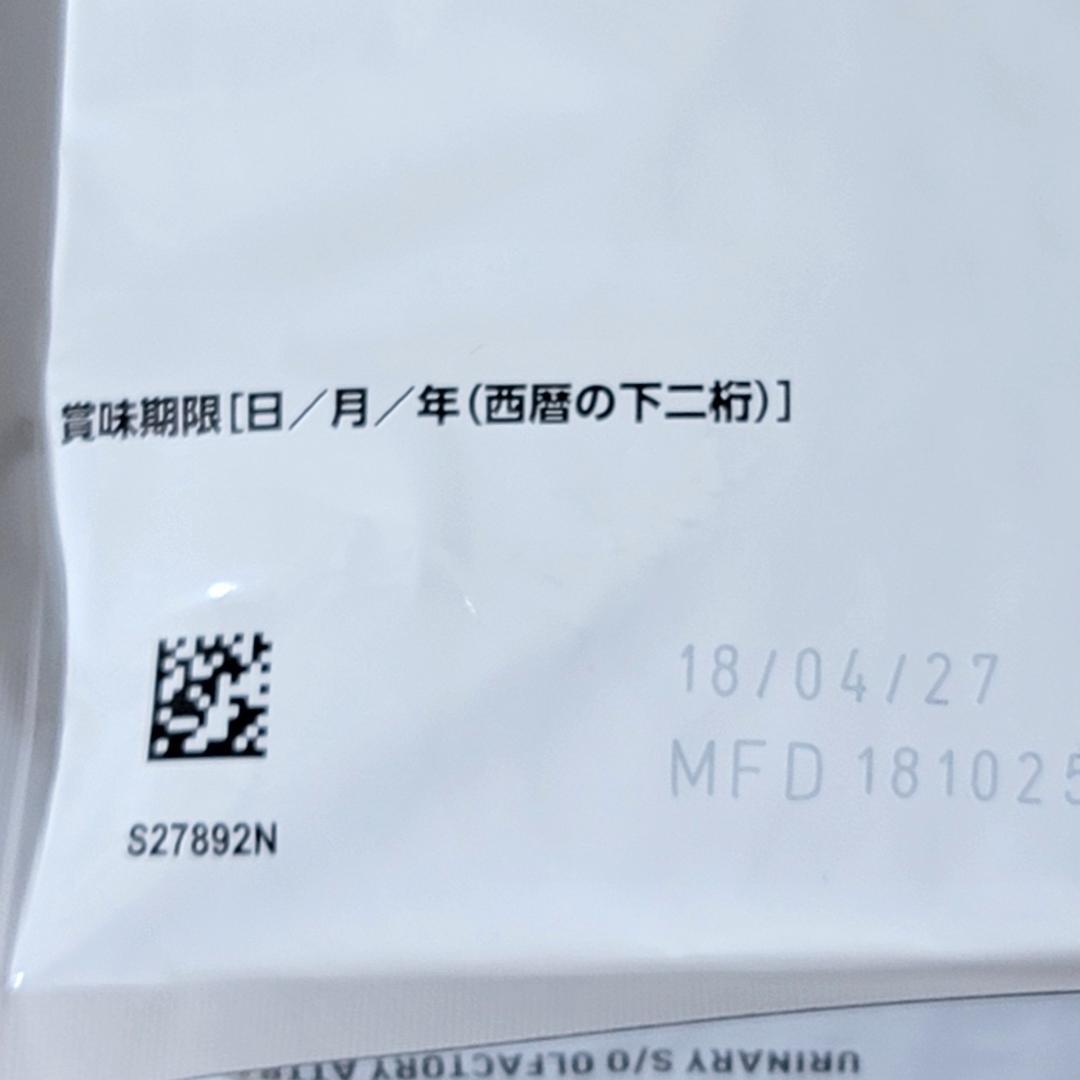 賞味期限[日／月／年(西暦の下二桁)]
18/04/27
MFD 181025
S27892N
URINARY S/O OLFACTORY